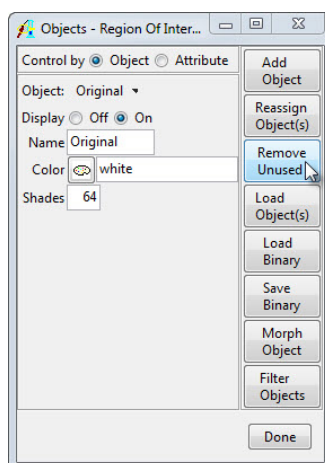 Objects - Region Of Inter...
Control by Object Attribute
Object: Original
Display Off On
Name Original
Color white
Shades 64
Add
Object
Reassign
Object(s)
Remove
Unused
Load
Object(s)
Load
Binary
Save
Binary
Morph
Object
Filter
Objects
Done